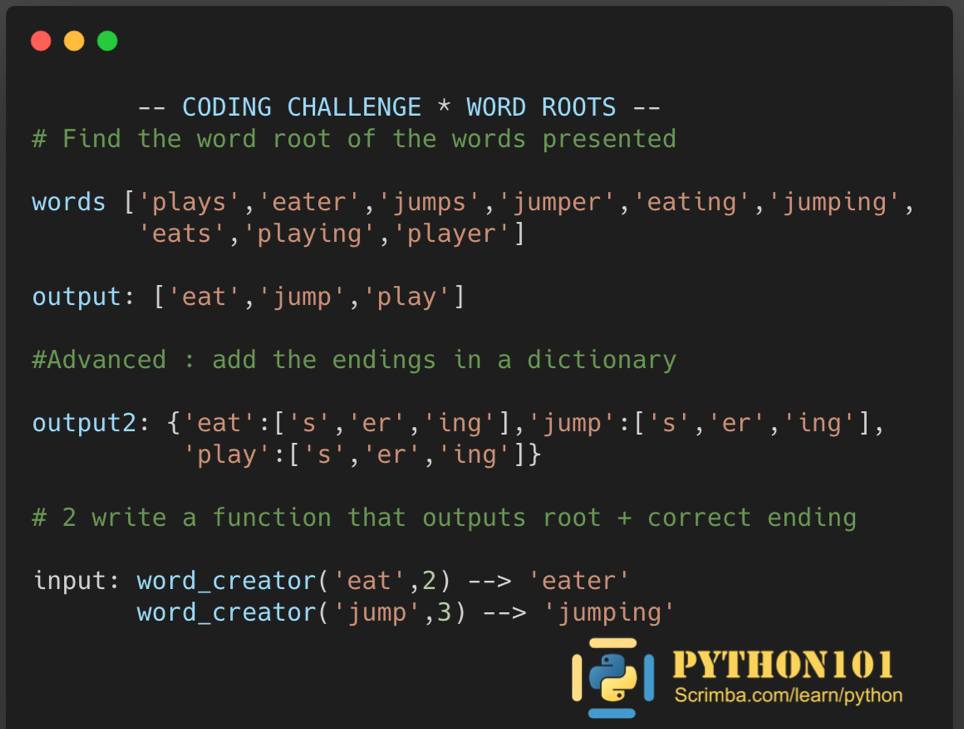 -- CODING CHALLENGE * WORD ROOTS --
# Find the word root of the words presented
words ['plays','eater','jumps','jumper','eating','jumping',
'eats','playing','player']
output: ['eat','jump','play']
#Advanced : add the endings in a dictionary
output2: {'eat':['s','er','ing'],'jump':['s','er','ing'],
'play':['s','er','ing']}
# 2 write a function that outputs root + correct ending
input: word_creator('eat',2) --> 'eater'
word_creator('jump',3) --> 'jumping'
PYTHON101
Scrimba.com/learn/python